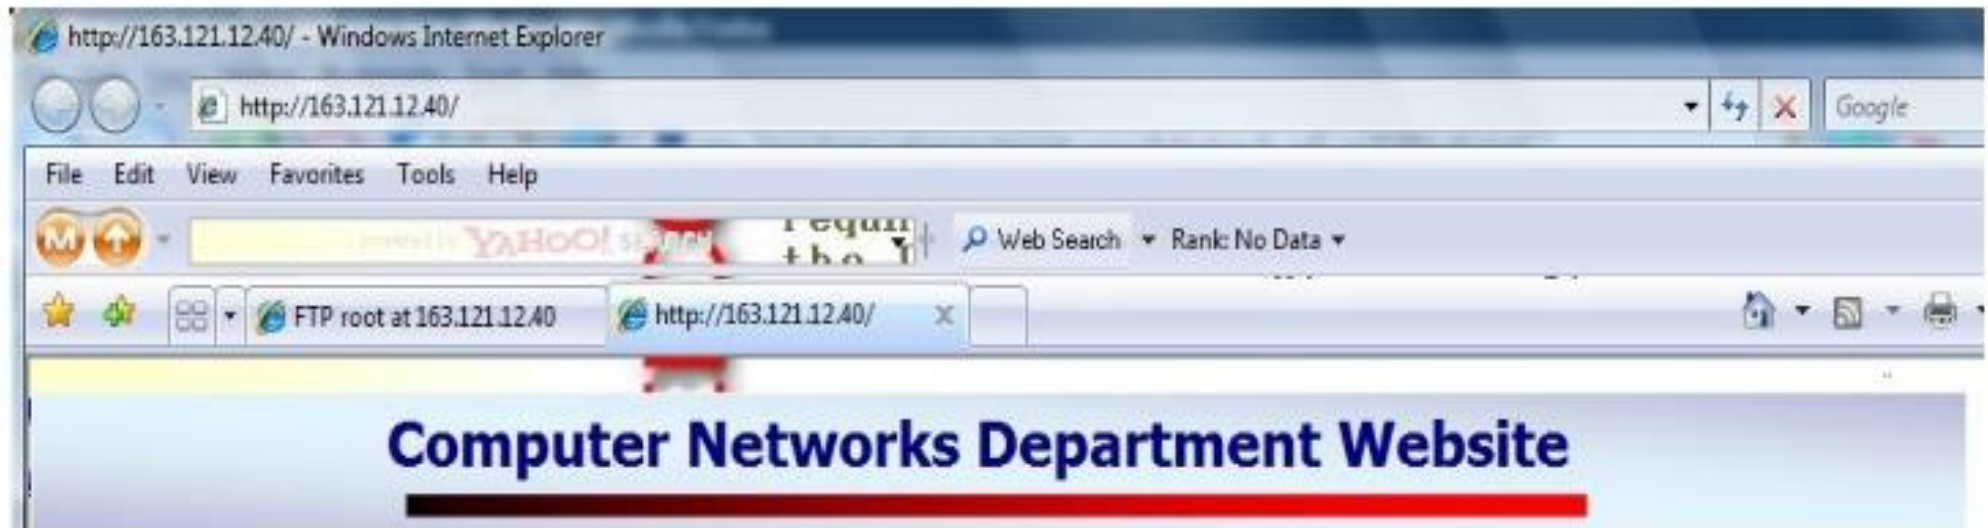 http://163.121.12.40/ - Windows Internet Explorer
http://163.121.12.40/ Google
File Edit View Favorites Tools Help
YAHOO! Web Search Rank: No Data
FTP root at 163.121.12.40 http://163.121.12.40/
Computer Networks Department Website